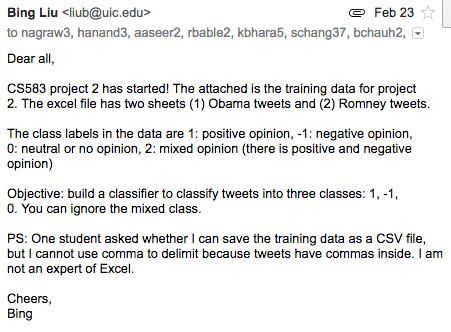 Bing Liu <liub@uic.edu> Feb 23
to nagraw3, hanand3, aaseer2, rbable2, kbhara5, schang37, bchauh2,
Dear all,
CS583 project 2 has started! The attached is the training data for project
2. The excel file has two sheets (1) Obama tweets and (2) Romney tweets.
The class labels in the data are 1: positive opinion, -1: negative opinion,
0: neutral or no opinion, 2: mixed opinion (there is positive and negative
opinion)
Objective: build a classifier to classify tweets into three classes: 1, -1,
0. You can ignore the mixed class.
PS: One student asked whether I can save the training data as a CSV file,
but I cannot use comma to delimit because tweets have commas inside. I am
not an expert of Excel.
Cheers,
Bing